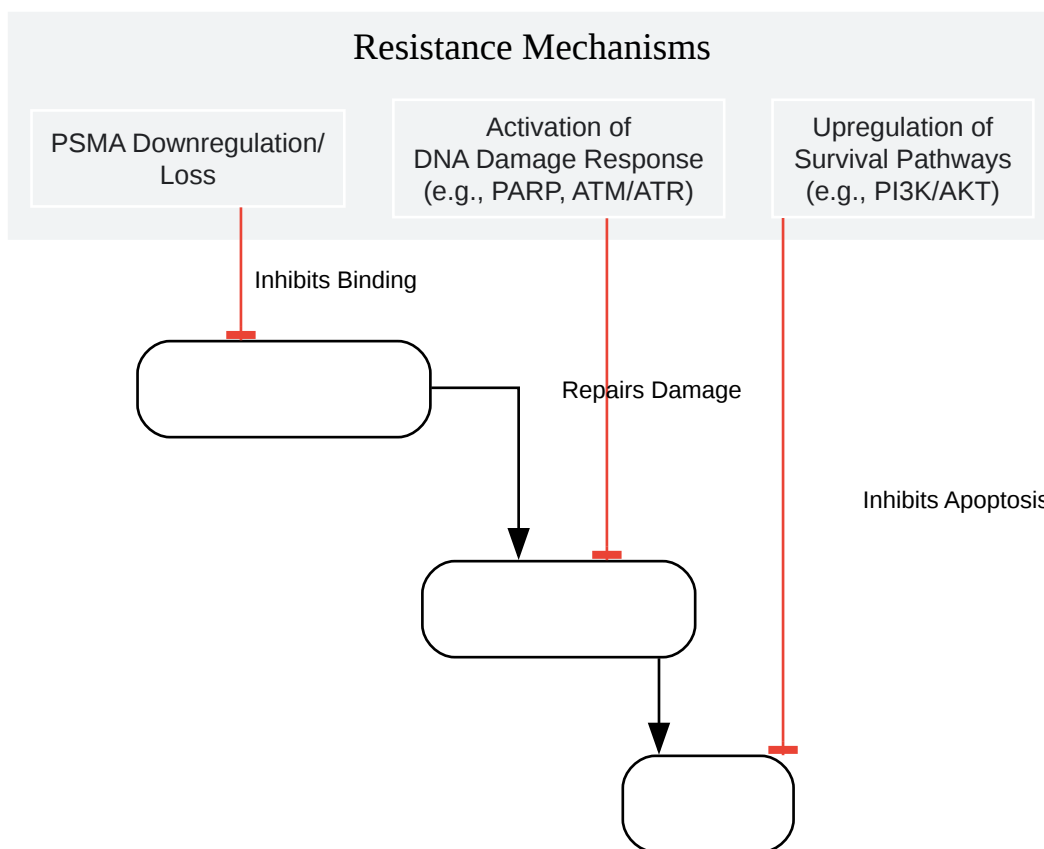 Resistance Mechanisms
PSMA Downregulation/
Loss
Activation of
DNA Damage Response
(e.g., PARP, ATM/ATR)
Upregulation of
Survival Pathways
(e.g., PI3K/AKT)
Inhibits Binding
Repairs Damage
Inhibits Apoptosis